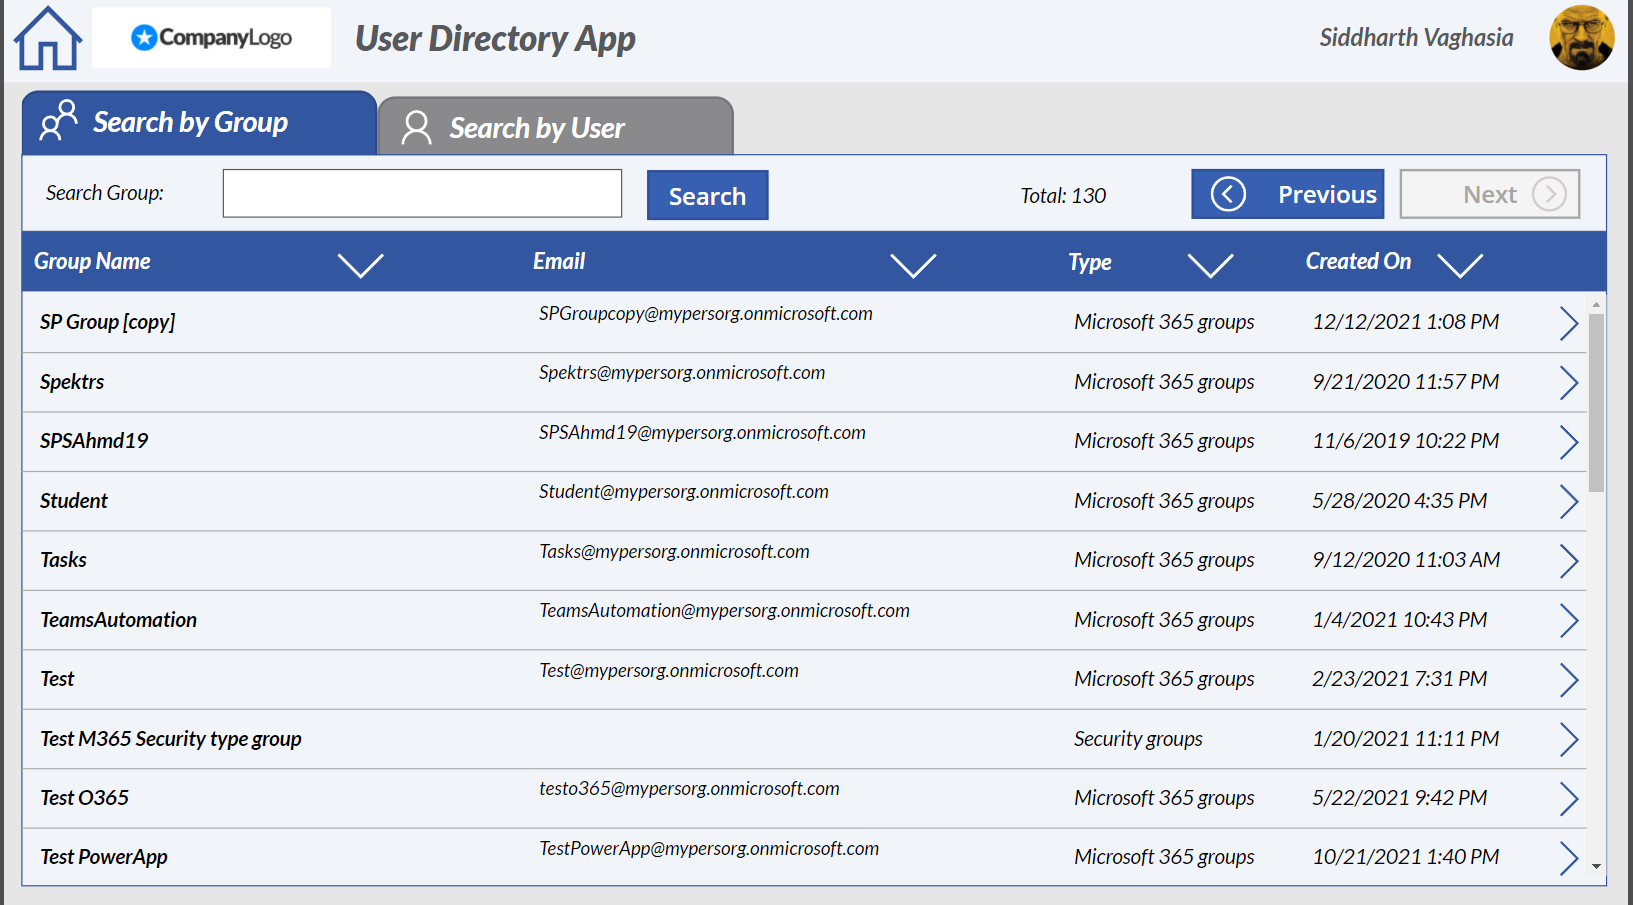 CompanyLogo
User Directory App
Siddharth Vaghasia
Search by Group
Search by User
Search Group:
Search
Total: 130
Previous
Next
Group Name Email Type Created On
SP Group [copy] SPGroupcopy@mypersorg.onmicrosoft.com Microsoft 365 groups 12/12/2021 1:08 PM
Spektrs Spektrs@mypersorg.onmicrosoft.com Microsoft 365 groups 9/21/2020 11:57 PM
SPSAhmd19 SPSAhmd19@mypersorg.onmicrosoft.com Microsoft 365 groups 11/6/2019 10:22 PM
Student Student@mypersorg.onmicrosoft.com Microsoft 365 groups 5/28/2020 4:35 PM
Tasks Tasks@mypersorg.onmicrosoft.com Microsoft 365 groups 9/12/2020 11:03 AM
TeamsAutomation TeamsAutomation@mypersorg.onmicrosoft.com Microsoft 365 groups 1/4/2021 10:43 PM
Test Test@mypersorg.onmicrosoft.com Microsoft 365 groups 2/23/2021 7:31 PM
Test M365 Security type group Security groups 1/20/2021 11:11 PM
Test O365 testo365@mypersorg.onmicrosoft.com Microsoft 365 groups 5/22/2021 9:42 PM
Test PowerApp TestPowerApp@mypersorg.onmicrosoft.com Microsoft 365 groups 10/21/2021 1:40 PM